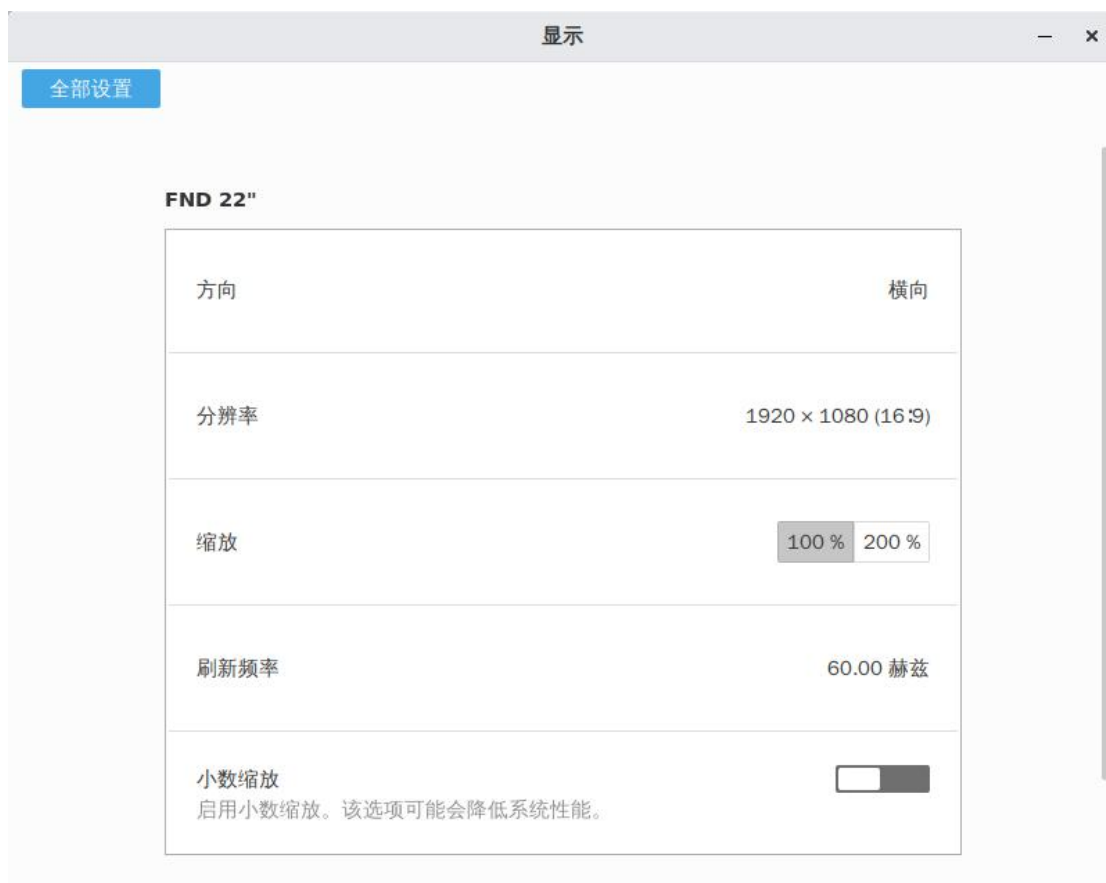 显示
全部设置
FND 22"
方向 横向
分辨率 1920 × 1080 (16∶9)
缩放 100 % 200 %
刷新频率 60.00 赫兹
小数缩放
启用小数缩放。该选项可能会降低系统性能。